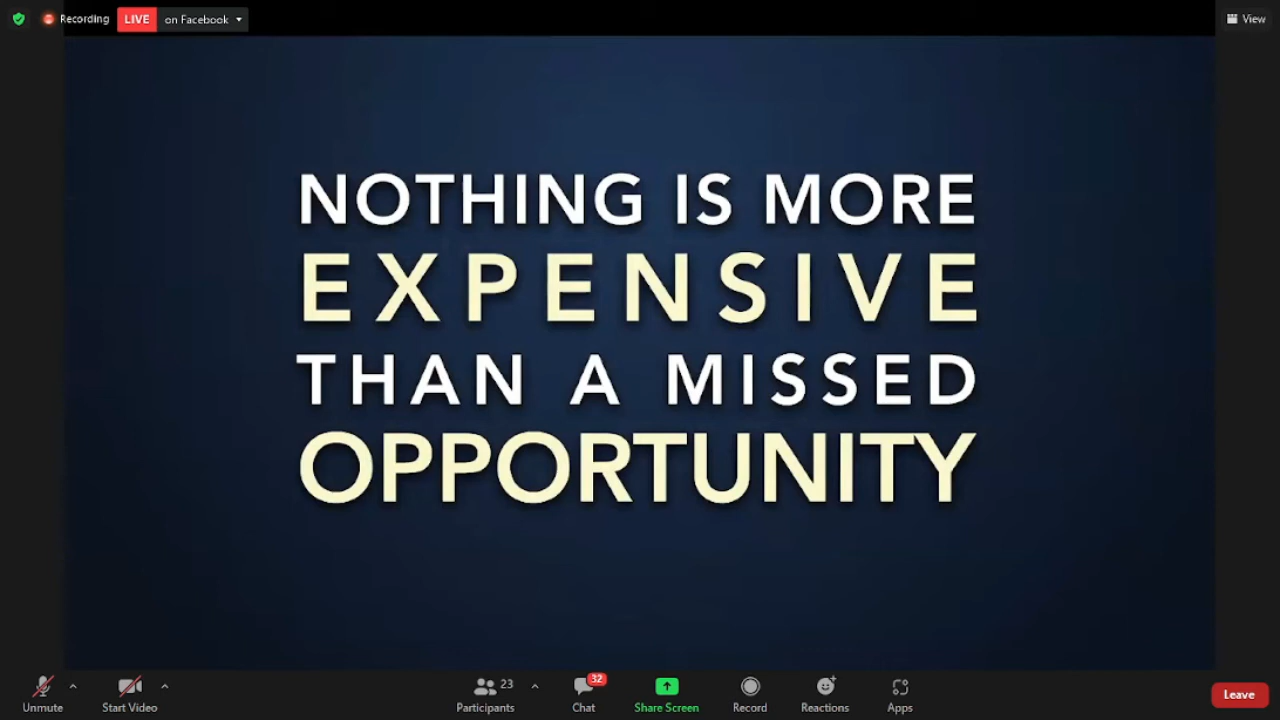 Recording LIVE on Facebook View
NOTHING IS MORE
EXPENSIVE
THAN A MISSED
OPPORTUNITY
23 32
Unmute Start Video Participants Chat Share Screen Record Reactions Apps Leave